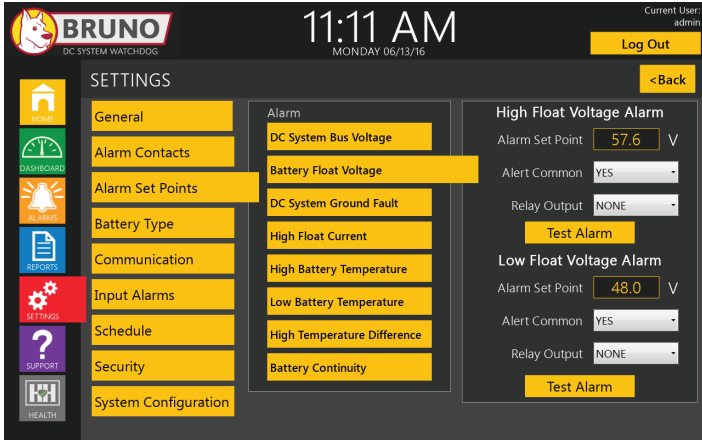 BRUNO
DC SYSTEM WATCHDOG
11:11 AM
MONDAY 06/13/16
Current User:
admin
Log Out
SETTINGS
<Back
HOME
DASHBOARD
ALARMS
REPORTS
SETTINGS
SUPPORT
HEALTH
General
Alarm Contacts
Alarm Set Points
Battery Type
Communication
Input Alarms
Schedule
Security
System Configuration
Alarm
DC System Bus Voltage
Battery Float Voltage
DC System Ground Fault
High Float Current
High Battery Temperature
Low Battery Temperature
High Temperature Difference
Battery Continuity
High Float Voltage Alarm
Alarm Set Point 57.6 V
Alert Common YES
Relay Output NONE
Test Alarm
Low Float Voltage Alarm
Alarm Set Point 48.0 V
Alert Common YES
Relay Output NONE
Test Alarm